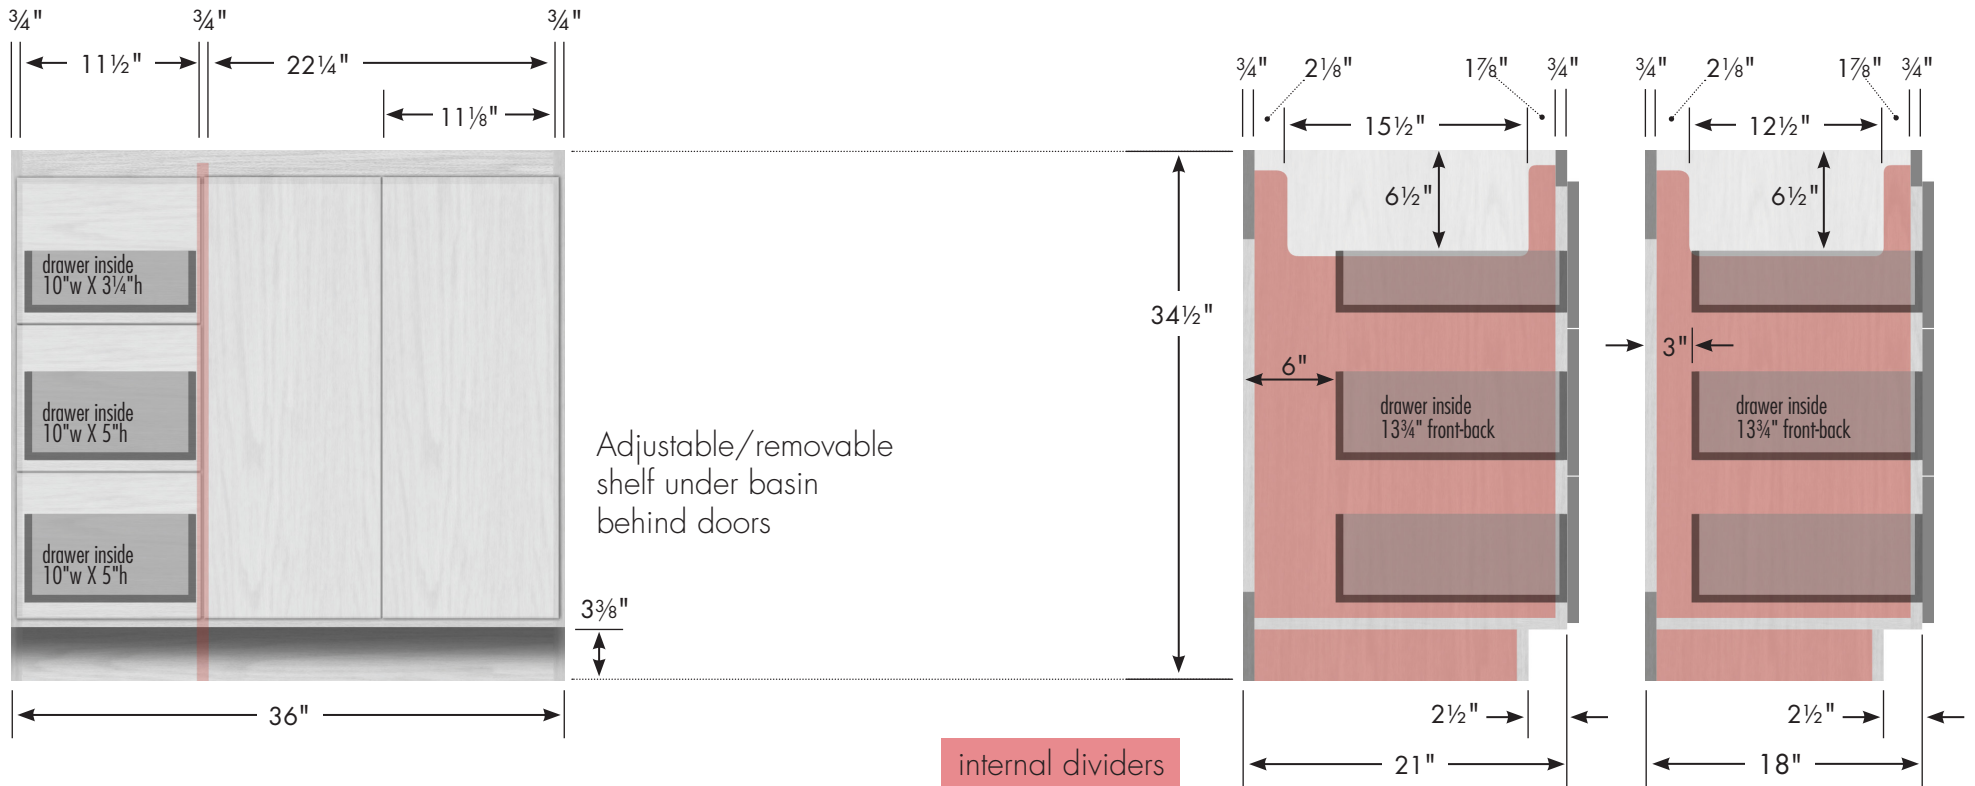 ¾" ¾" ¾"
11½" 22¼"
11⅛"
¾" 2⅛" 1⅞" ¾" ¾" 2⅛" 1⅞" ¾"
15½" 12½"
6½" 6½"
drawer inside
10"w X 3¼"h
34½"
3"
6"
drawer inside
10"w X 5"h
drawer inside
13¾" front-back
drawer inside
13¾" front-back
Adjustable/removable
shelf under basin
behind doors
drawer inside
10"w X 5"h
3⅜"
36"
2½" 2½"
internal dividers
21" 18"